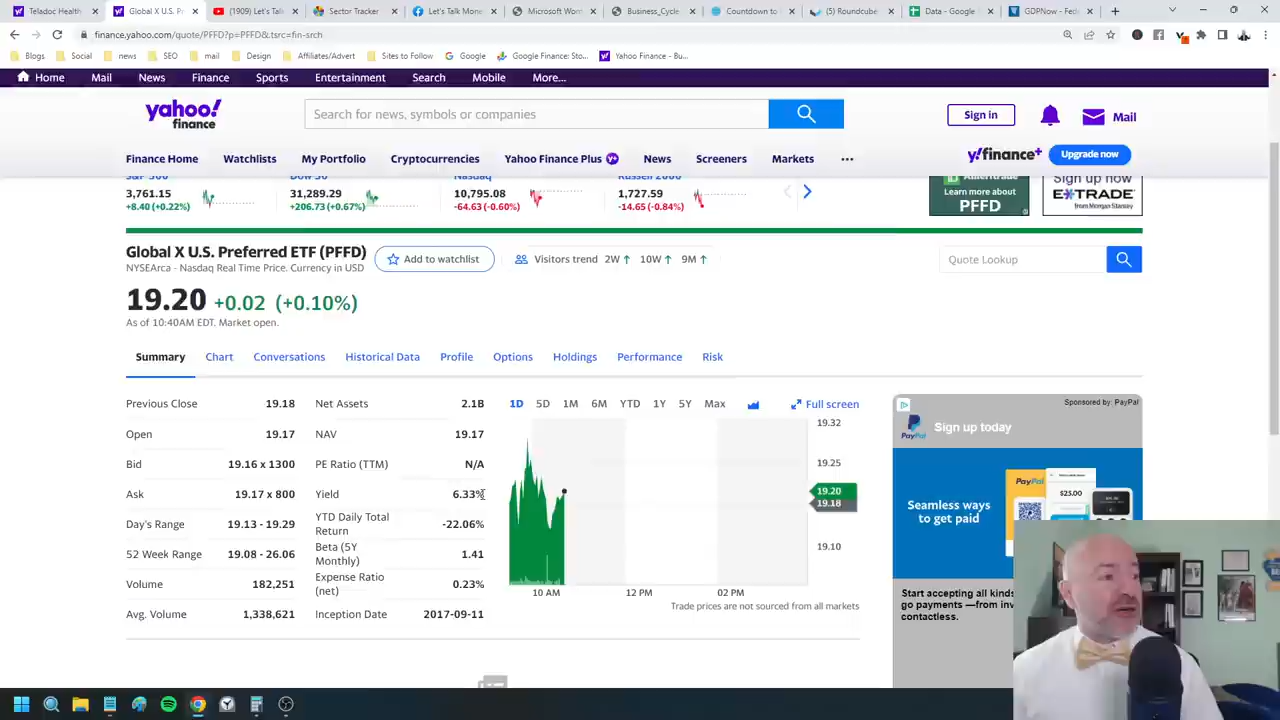 Teladoc Health
Global X U.S. P
(1909) Let's Talk
Sector Tracker
Let's Talk Mone
Microsoft Wor
Business_Cycle
Countdown to
Roundcube
Data - Google
GDPNow - Fed
finance.yahoo.com/quote/PFFD?p=PFFD&.tsrc=fin-srch
Blogs
Social
news
SEO
mail
Design
Affiliates/Advert
Sites to Follow
Google
Google Finance: Sto...
Yahoo Finance - Bu...
Home
Mail
News
Finance
Sports
Entertainment
Search
Mobile
More...
yahoo!
finance
Search for news, symbols or companies
Sign in
Mail
Finance Home
Watchlists
My Portfolio
Cryptocurrencies
Yahoo Finance Plus
News
Screeners
Markets
y!finance+
Upgrade now
S&P 500
Dow 30
Nasdaq
Russell 2000
3,761.15
31,289.29
10,795.08
1,727.59
+8.40 (+0.22%)
+206.73 (+0.67%)
-64.63 (-0.60%)
-14.65 (-0.84%)
Learn more about
PFFD
Sign up now
E*TRADE
from Morgan Stanley
Global X U.S. Preferred ETF (PFFD)
NYSEArca - Nasdaq Real Time Price. Currency in USD
Add to watchlist
Visitors trend 2W ↑ 10W ↑ 9M ↑
Quote Lookup
19.20 +0.02 (+0.10%)
As of 10:40AM EDT. Market open.
Summary
Chart
Conversations
Historical Data
Profile
Options
Holdings
Performance
Risk
Previous Close 19.18
Open 19.17
Bid 19.16 x 1300
Ask 19.17 x 800
Day's Range 19.13 - 19.29
52 Week Range 19.08 - 26.06
Volume 182,251
Avg. Volume 1,338,621
Net Assets 2.1B
NAV 19.17
PE Ratio (TTM) N/A
Yield 6.33%
YTD Daily Total
Return -22.06%
Beta (5Y
Monthly) 1.41
Expense Ratio
(net) 0.23%
Inception Date 2017-09-11
1D 5D 1M 6M YTD 1Y 5Y Max
Full screen
19.32
19.25
19.20
19.18
19.10
10 AM
12 PM
02 PM
Trade prices are not sourced from all markets
Sponsored by: PayPal
PayPal
Sign up today
Seamless ways
to get paid
PayPal
$25.00
Start accepting all kinds
go payments —from inv
contactless.